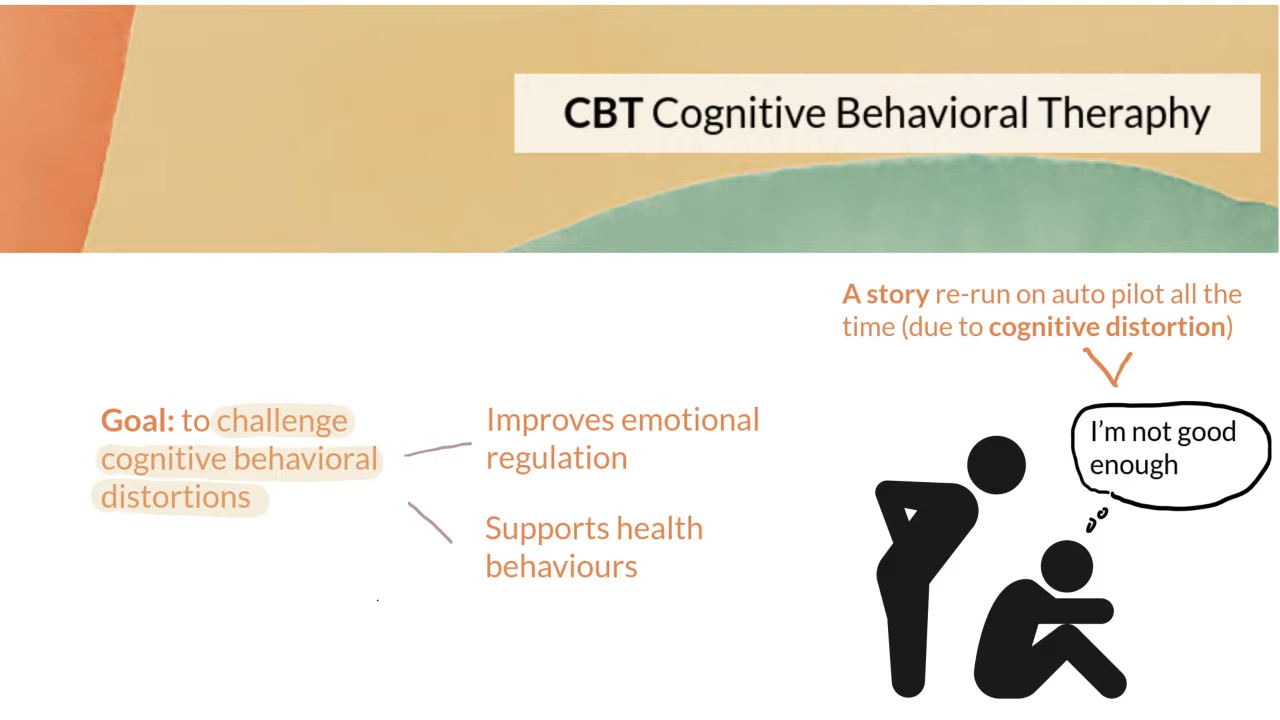 CBT Cognitive Behavioral Theraphy
A story re-run on auto pilot all the
time (due to cognitive distortion)
Goal: to challenge
cognitive behavioral
distortions
Improves emotional
regulation
Supports health
behaviours
I'm not good
enough